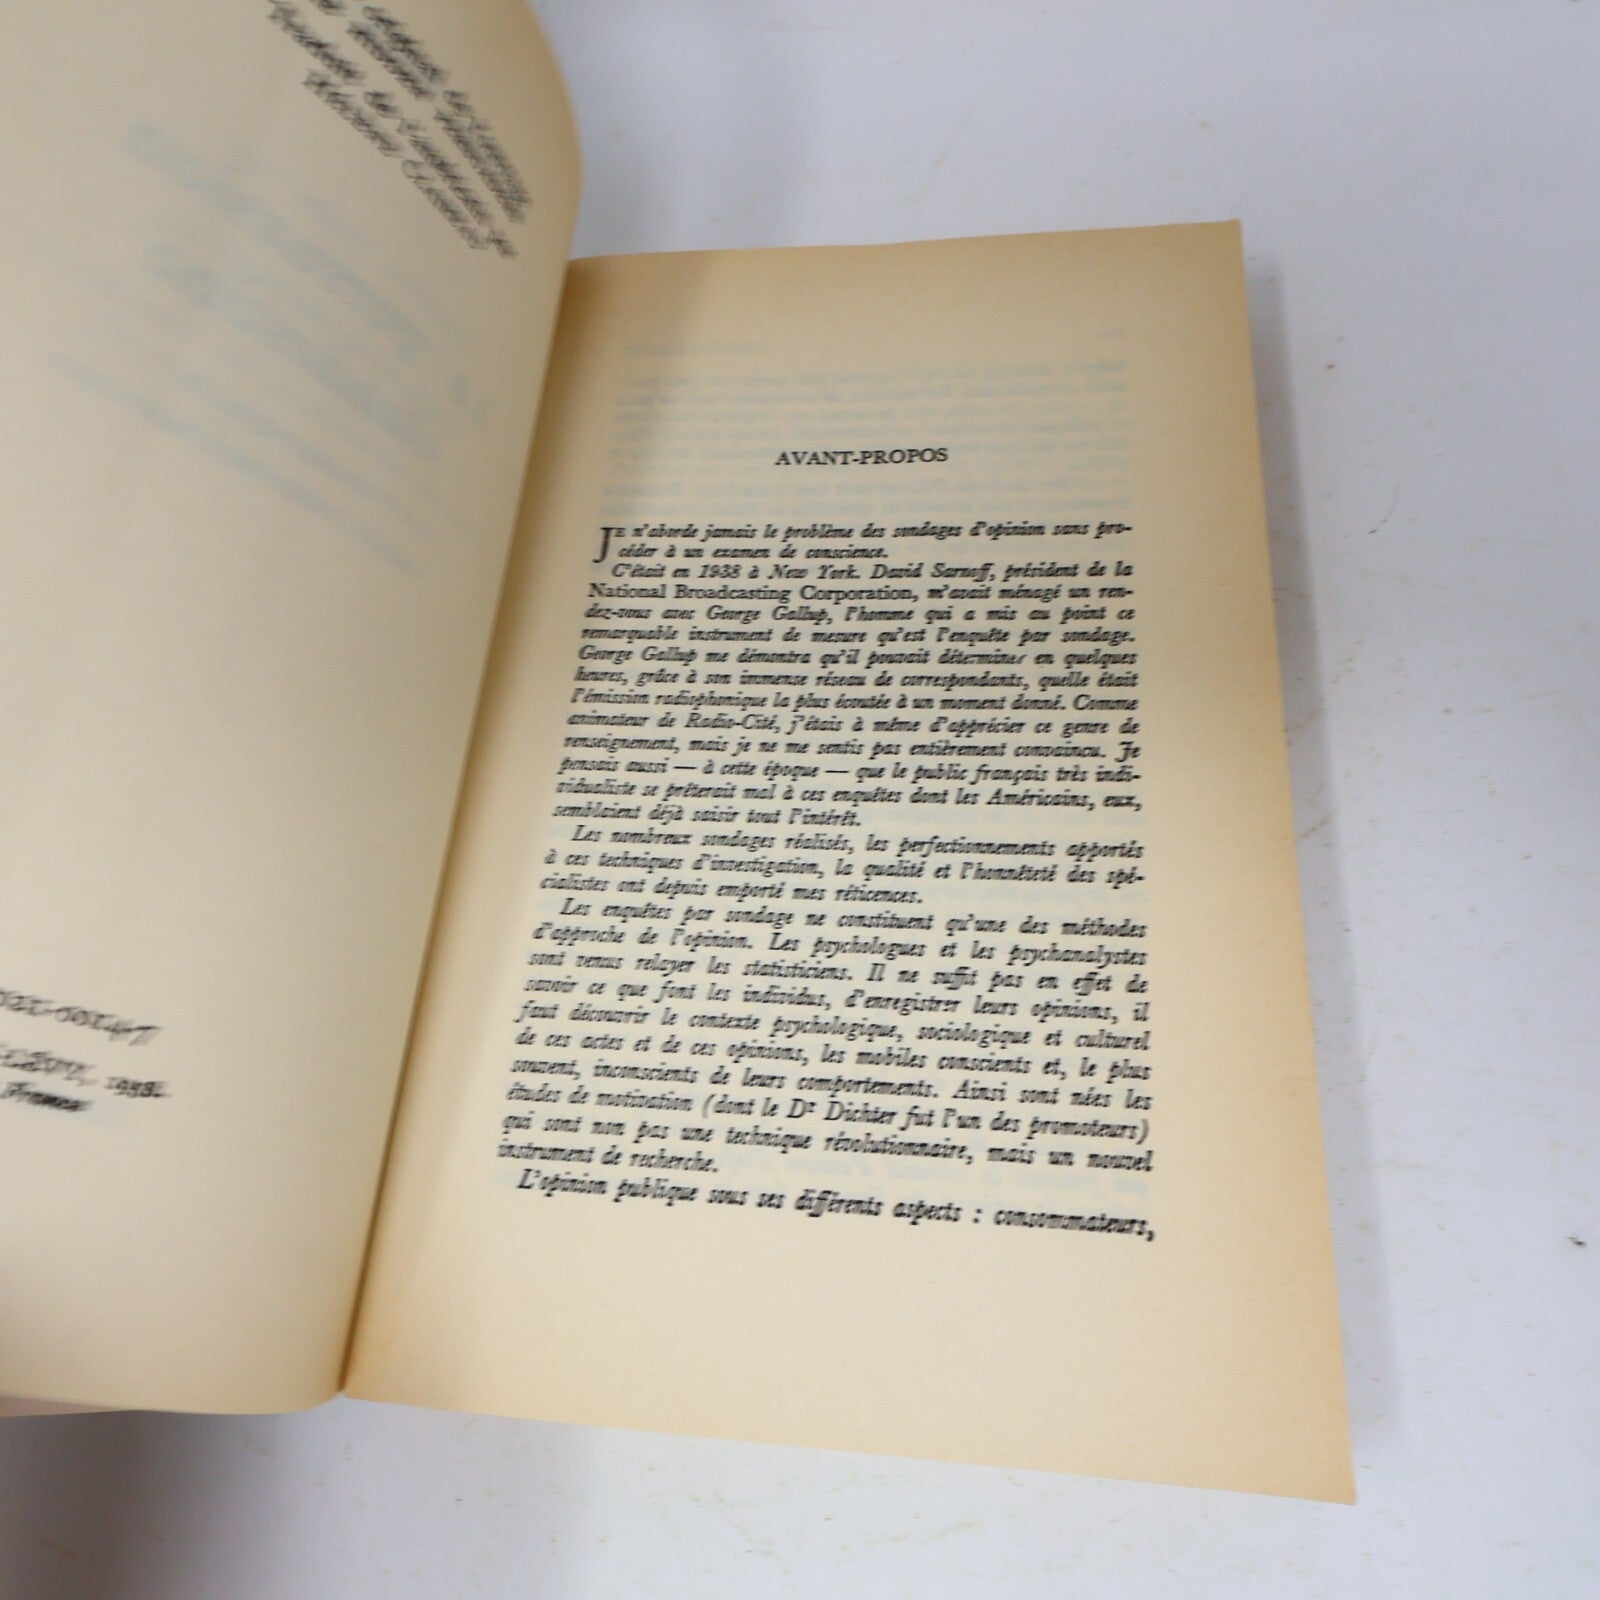 AVANT-PROPOS
JE n'aborde jamais le problème des sondages d'opinion sans pro-
céder à un examen de conscience.
C'était en 1938 à New York. David Sarnoff, président de la
National Broadcasting Corporation, m'avait ménagé un ren-
dez-vous avec George Gallup, l'homme qui a mis au point ce
remarquable instrument de mesure qu'est l'enquête par sondage.
George Gallup me démontra qu'il pouvait déterminer en quelques
heures, grâce à son immense réseau de correspondants, quelle était
l'émission radiophonique la plus écoutée à un moment donné. Comme
animateur de Radio-Cité, j'étais à même d'apprécier ce genre de
renseignement, mais je ne me sentis pas entièrement convaincu. Je
pensais aussi — à cette époque — que le public français très indi-
vidualiste se prêterait mal à ces enquêtes dont les Américains, eux,
semblaient déjà saisir tout l'intérêt.
Les nombreux sondages réalisés, les perfectionnements apportés
à ces techniques d'investigation, la qualité et l'honnêteté des spé-
cialistes ont depuis emporté mes réticences.
Les enquêtes par sondage ne constituent qu'une des méthodes
d'approche de l'opinion. Les psychologues et les psychanalystes
sont venus relayer les statisticiens. Il ne suffit pas en effet de
savoir ce que font les individus, d'enregistrer leurs opinions, il
faut découvrir le contexte psychologique, sociologique et culturel
de ces actes et de ces opinions, les mobiles conscients et, le plus
souvent, inconscients de leurs comportements. Ainsi sont nées les
études de motivation (dont le Dr Dichter fut l'un des promoteurs)
qui sont non pas une technique révolutionnaire, mais un nouvel
instrument de recherche.
L'opinion publique sous ses différents aspects : consommateurs,